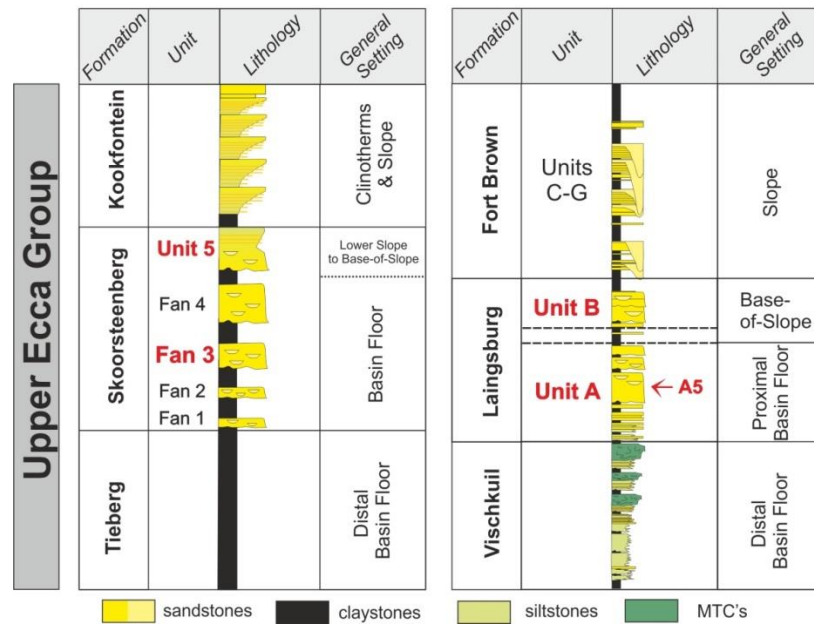 Upper Ecca Group
Formation
Unit
Lithology
General
Setting
Kookfontein
Clinotherms
& Slope
Skoorsteenberg
Unit 5
Lower Slope
to Base-of-Slope
Fan 4
Fan 3
Fan 2
Fan 1
Basin Floor
Tieberg
Distal
Basin Floor
Formation
Unit
Lithology
General
Setting
Fort Brown
Units
C-G
Slope
Laingsburg
Unit B
Base-
of-Slope
Unit A
A5
Proximal
Basin Floor
Vischkuil
Distal
Basin Floor
sandstones
claystones
siltstones
MTC's